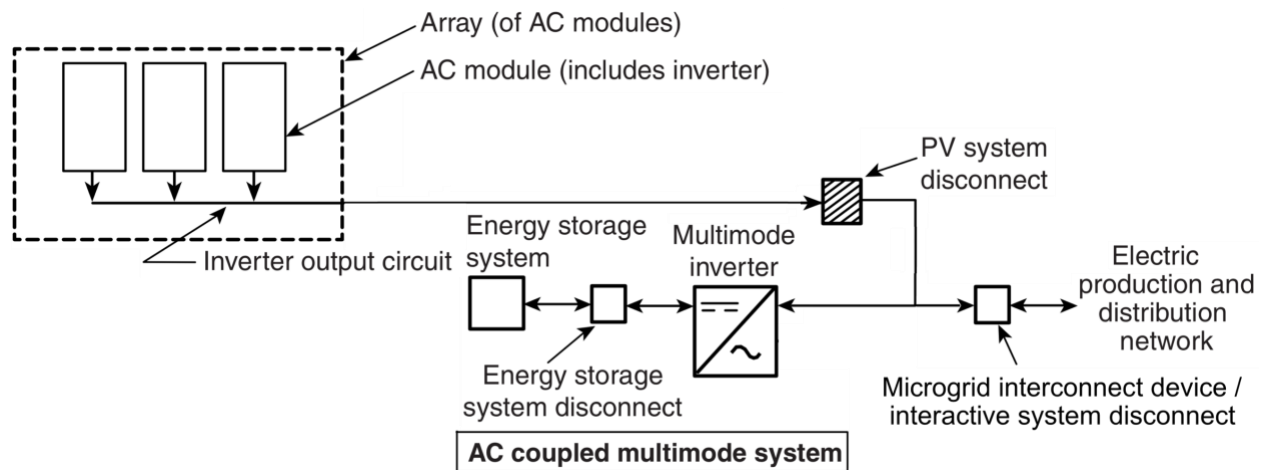 Array (of AC modules)
AC module (includes inverter)
PV system
disconnect
Energy storage
system
Multimode
inverter
Inverter output circuit
Electric
production and
distribution
network
Energy storage
system disconnect
Microgrid interconnect device /
interactive system disconnect
AC coupled multimode system